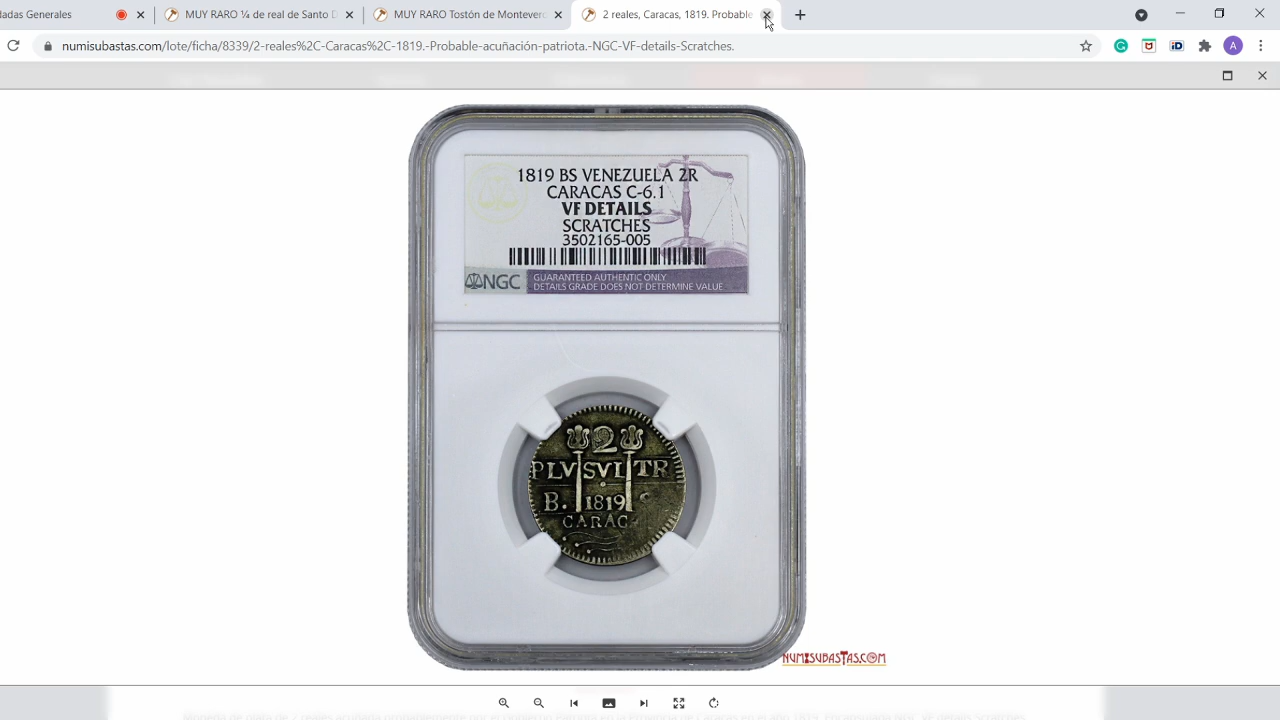 adas Generales
MUY RARO ¼ de real de Santo D
MUY RARO Tostón de Montever
2 reales, Caracas, 1819. Probable
numisubastas.com/lote/ficha/8339/2-reales%2C-Caracas%2C-1819.-Probable-acuñación-patriota.-NGC-VF-details-Scratches.
A
1819 BS VENEZUELA 2R
CARACAS C-6.1
VF DETAILS
SCRATCHES
3502165-005
NGC
GUARANTEED AUTHENTIC ONLY
DETAILS GRADE DOES NOT DETERMINE VALUE
2
PLV SVL TR
B. 1819 S
CARAC
NUMISUBASTAS.COM